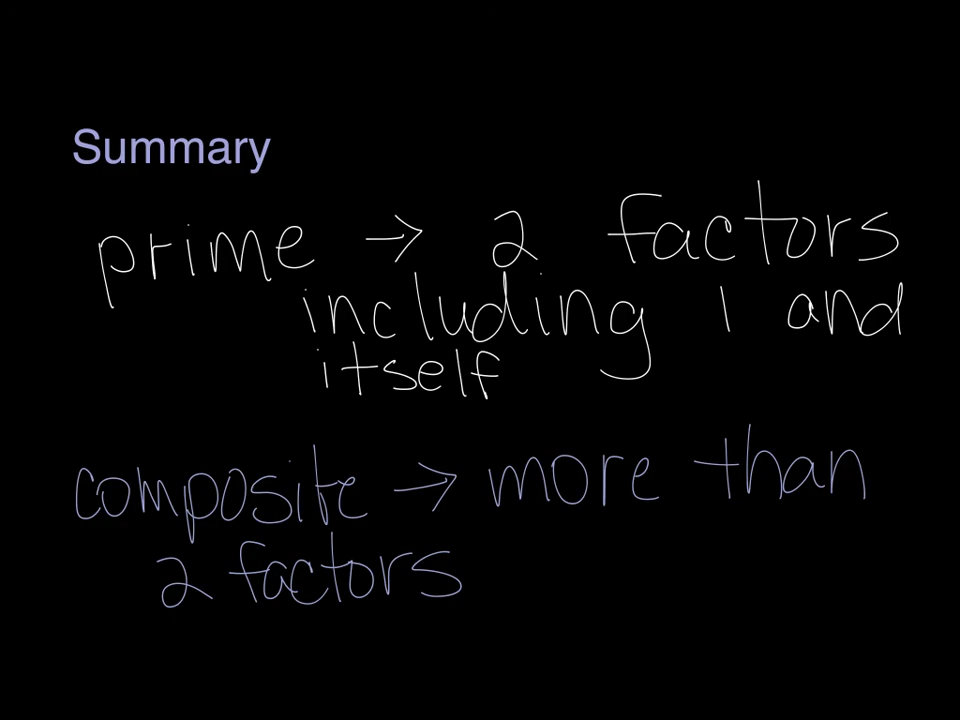 Summary
prime → 2 factors
including 1 and
itself
composite → more than
2 factors